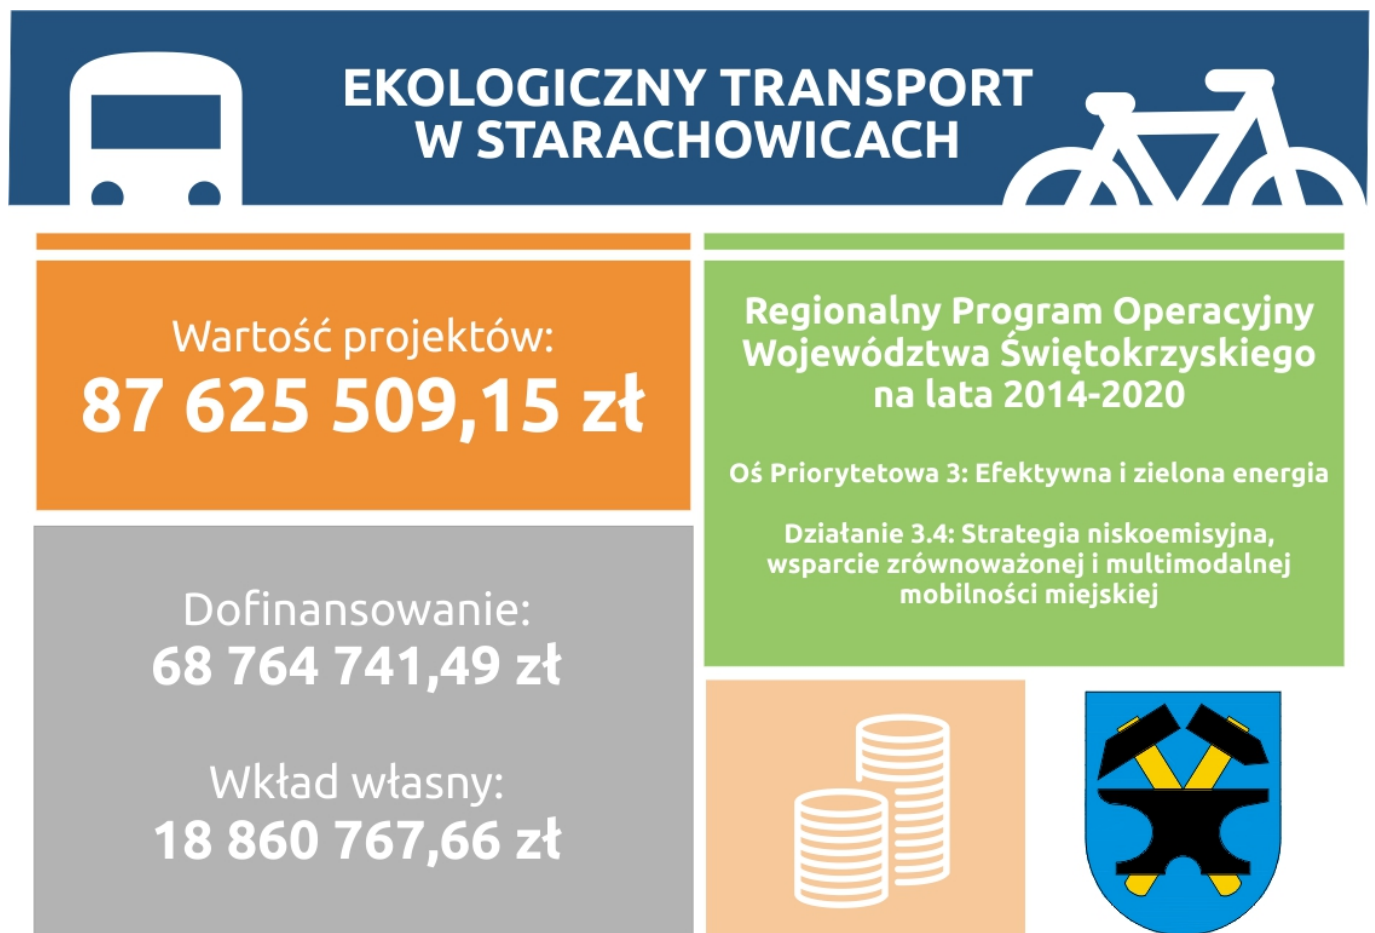 EKOLOGICZNY TRANSPORT
W STARACHOWICACH
Wartość projektów:
87 625 509,15 zł
Dofinansowanie:
68 764 741,49 zł
Wkład własny:
18 860 767,66 zł
Regionalny Program Operacyjny
Województwa Świętokrzyskiego
na lata 2014-2020
Oś Priorytetowa 3: Efektywna i zielona energia
Działanie 3.4: Strategia niskoemisyjna,
wsparcie zrównoważonej i multimodalnej
mobilności miejskiej